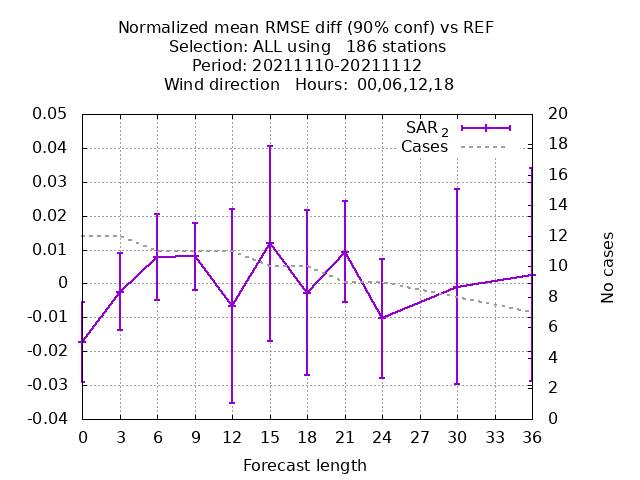 Normalized mean RMSE diff (90% conf) vs REF
Selection: ALL using   186 stations
Period: 20211110-20211112
Wind direction   Hours:  00,06,12,18
0.05
0.04
0.03
0.02
0.01
0
-0.01
-0.02
-0.03
-0.04
SAR 2
Cases
20
18
16
14
12
10
8
6
4
2
0
No cases
0 3 6 9 12 15 18 21 24 27 30 33 36
Forecast length